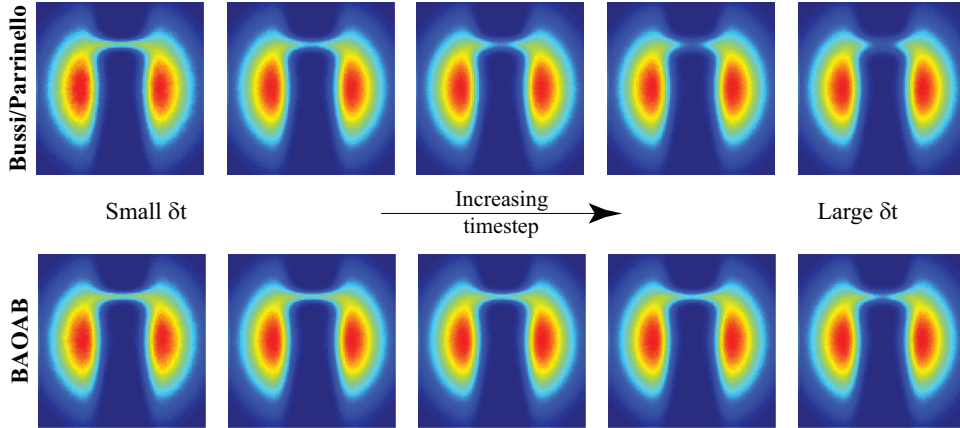 Bussi/Parrinello
Small δt
Increasing
timestep
Large δt
BAOAB